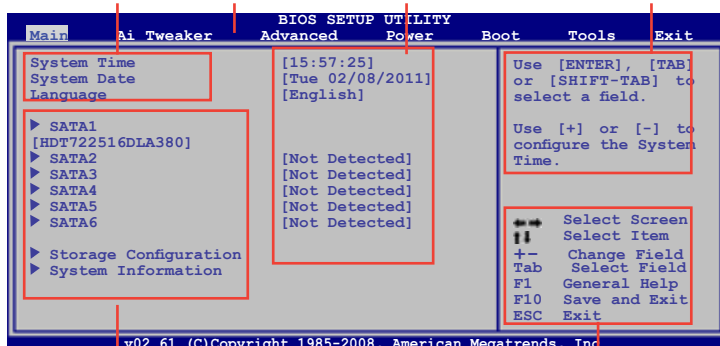 BIOS SETUP UTILITY
Main Ai Tweaker Advanced Power Boot Tools Exit
System Time [15:57:25]
System Date [Tue 02/08/2011]
Language [English]
SATA1
[HDT722516DLA380]
SATA2 [Not Detected]
SATA3 [Not Detected]
SATA4 [Not Detected]
SATA5 [Not Detected]
SATA6 [Not Detected]
Storage Configuration
System Information
Use [ENTER], [TAB]
or [SHIFT-TAB] to
select a field.
Use [+] or [-] to
configure the System
Time.
←→ Select Screen
↑↓ Select Item
+- Change Field
Tab Select Field
F1 General Help
F10 Save and Exit
ESC Exit
v02.61 (C)Copyright 1985-2008, American Megatrends, Inc.